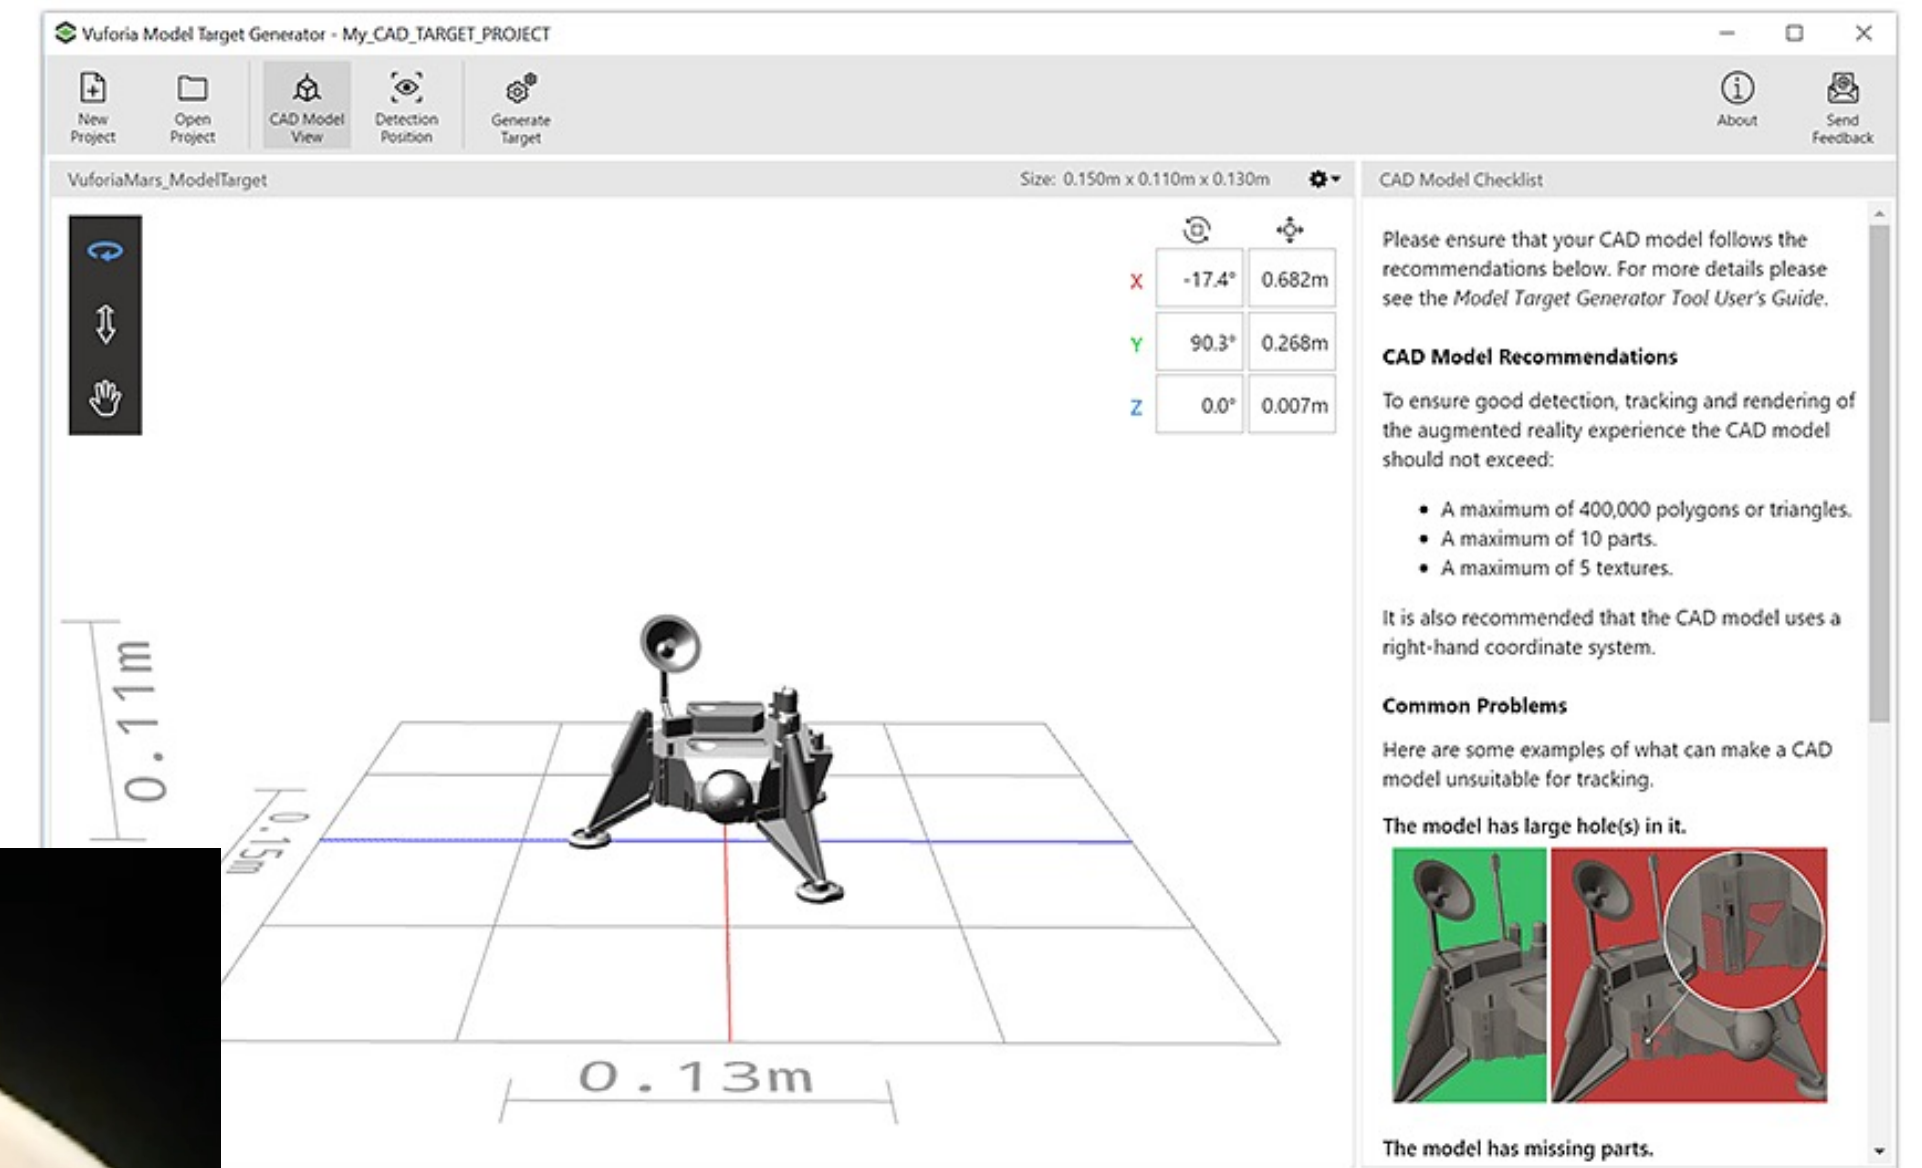 Vuforia Model Target Generator - My_CAD_TARGET_PROJECT
New
Project
Open
Project
CAD Model
View
Detection
Position
Generate
Target
About
Send
Feedback
VuforiaMars_ModelTarget
Size: 0.150m x 0.110m x 0.130m
X -17.4° 0.682m
Y 90.3° 0.268m
Z 0.0° 0.007m
0.11m
0.15m
0.13m
CAD Model Checklist
Please ensure that your CAD model follows the
recommendations below. For more details please
see the Model Target Generator Tool User's Guide.
CAD Model Recommendations
To ensure good detection, tracking and rendering of
the augmented reality experience the CAD model
should not exceed:
• A maximum of 400,000 polygons or triangles.
• A maximum of 10 parts.
• A maximum of 5 textures.
It is also recommended that the CAD model uses a
right-hand coordinate system.
Common Problems
Here are some examples of what can make a CAD
model unsuitable for tracking.
The model has large hole(s) in it.
The model has missing parts.